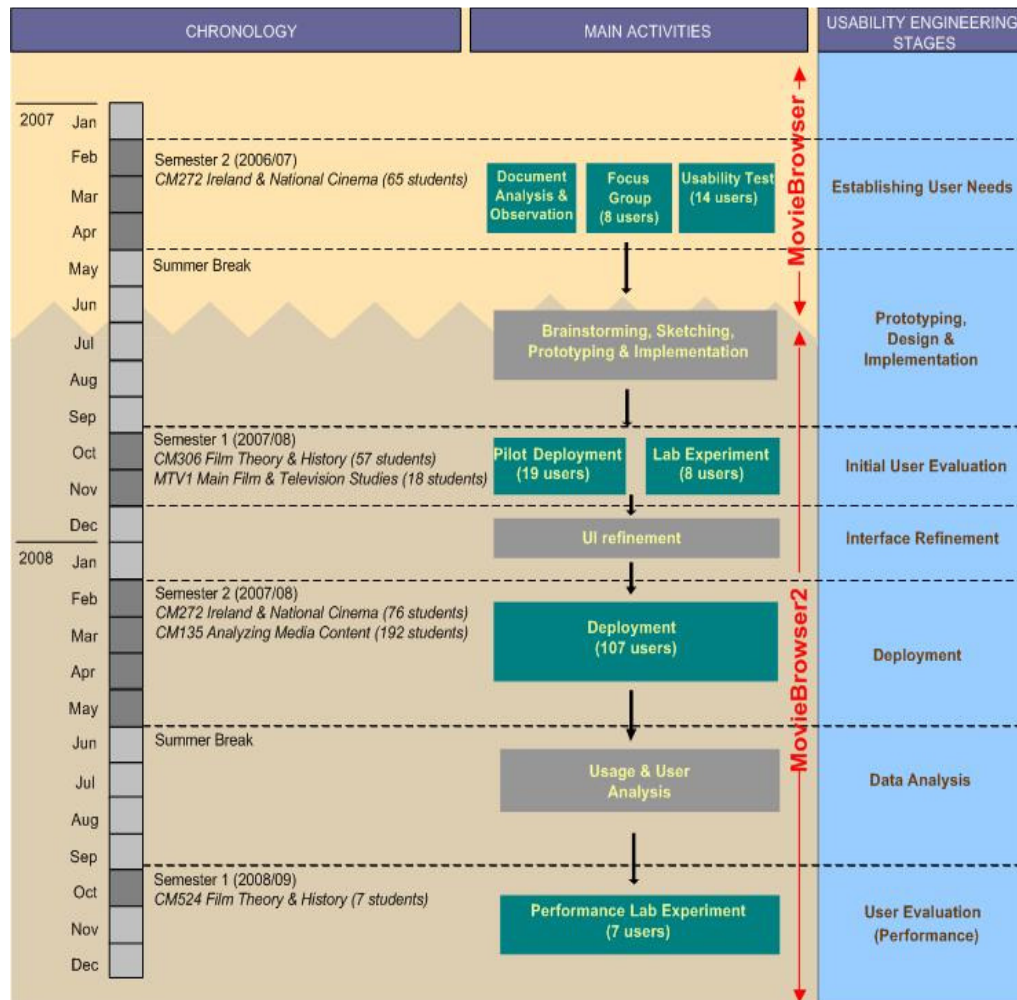 CHRONOLOGY
MAIN ACTIVITIES
USABILITY ENGINEERING
STAGES
2007
Jan
Feb
Mar
Apr
May
Jun
Jul
Aug
Sep
Oct
Nov
Dec
2008
Jan
Feb
Mar
Apr
May
Jun
Jul
Aug
Sep
Oct
Nov
Dec
Semester 2 (2006/07)
CM272 Ireland & National Cinema (65 students)
Summer Break
Semester 1 (2007/08)
CM306 Film Theory & History (57 students)
MTV1 Main Film & Television Studies (18 students)
Semester 2 (2007/08)
CM272 Ireland & National Cinema (76 students)
CM135 Analyzing Media Content (192 students)
Summer Break
Semester 1 (2008/09)
CM524 Film Theory & History (7 students)
Document
Analysis &
Observation
Focus
Group
(8 users)
Usability Test
(14 users)
Brainstorming, Sketching,
Prototyping & Implementation
Pilot Deployment
(19 users)
Lab Experiment
(8 users)
UI refinement
Deployment
(107 users)
Usage & User
Analysis
Performance Lab Experiment
(7 users)
MovieBrowser
MovieBrowser2
Establishing User Needs
Prototyping,
Design &
Implementation
Initial User Evaluation
Interface Refinement
Deployment
Data Analysis
User Evaluation
(Performance)